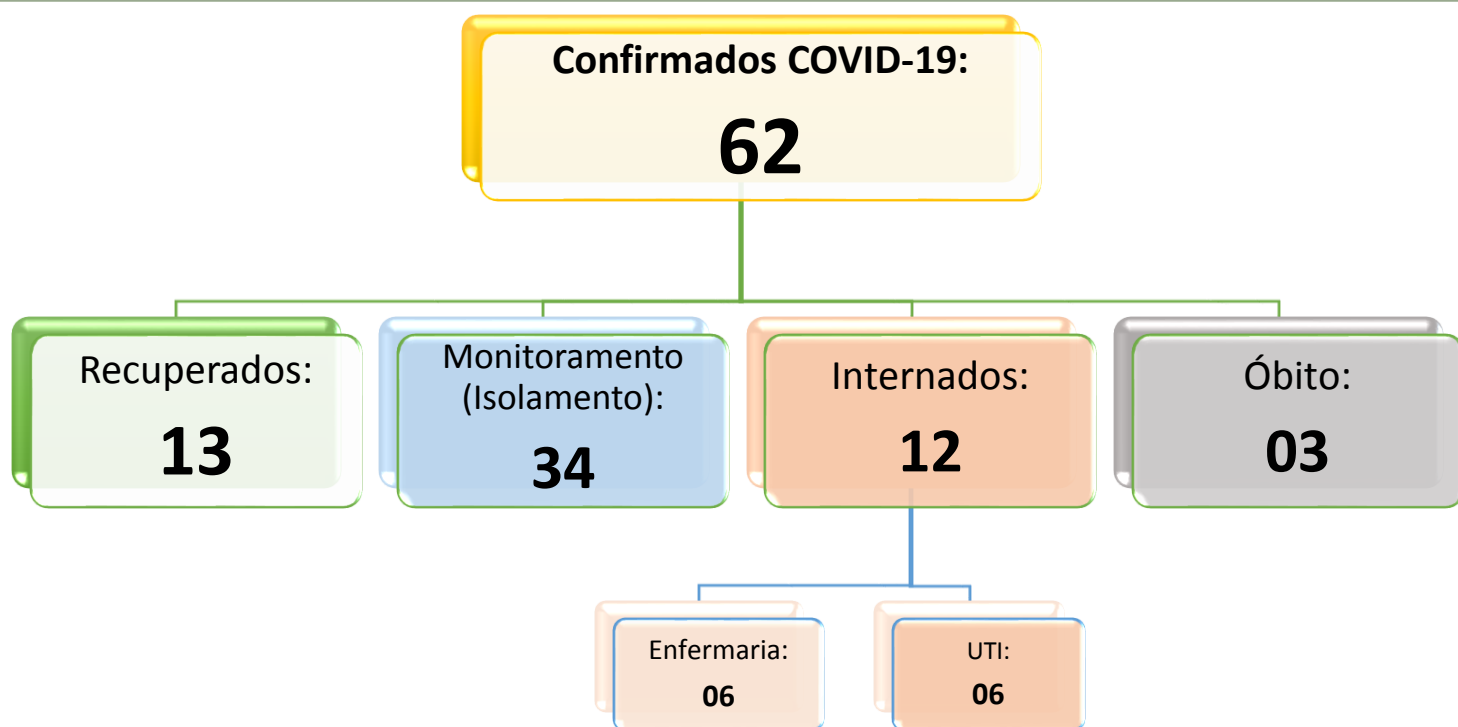 Confirmados COVID-19:
62
Recuperados:
13
Monitoramento
(Isolamento):
34
Internados:
12
Óbito:
03
Enfermaria:
06
UTI:
06